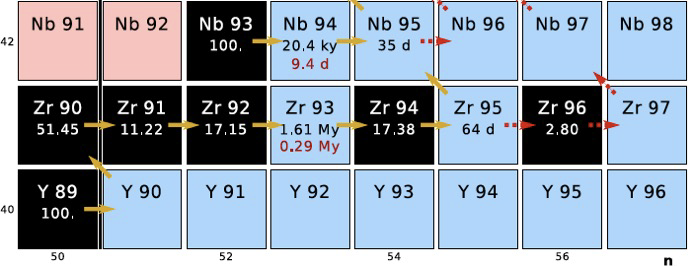 42
Nb 91
Nb 92
Nb 93
100.
Nb 94
20.4 ky
9.4 d
Nb 95
35 d
Nb 96
Nb 97
Nb 98
Zr 90
51.45
Zr 91
11.22
Zr 92
17.15
Zr 93
1.61 My
0.29 My
Zr 94
17.38
Zr 95
64 d
Zr 96
2.80
Zr 97
40
Y 89
100.
Y 90
Y 91
Y 92
Y 93
Y 94
Y 95
Y 96
50
52
54
56
n